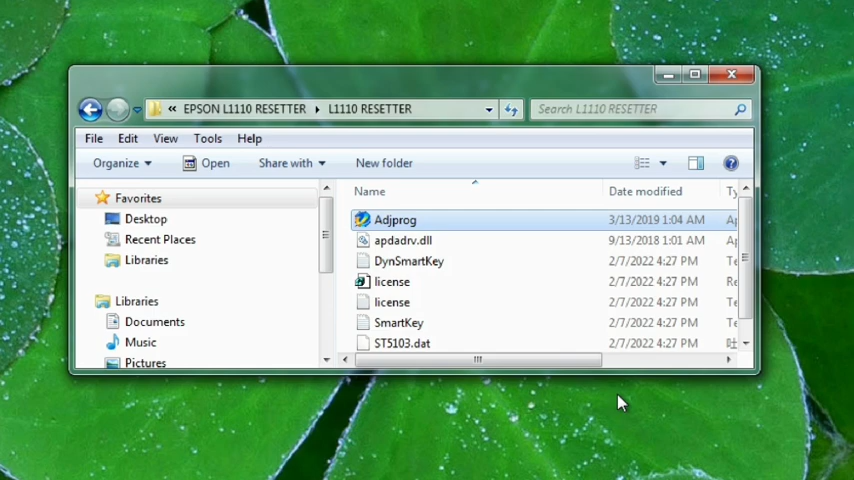 « EPSON L1110 RESETTER ▸ L1110 RESETTER
Search L1110 RESETTER
File Edit View Tools Help
Organize Open Share with New folder
Favorites
Desktop
Recent Places
Libraries
Libraries
Documents
Music
Pictures
Name Date modified Ty
Adjprog 3/13/2019 1:04 AM Ap
apdadrv.dll 9/13/2018 1:01 AM Ap
DynSmartKey 2/7/2022 4:27 PM Te
license 2/7/2022 4:27 PM Re
license 2/7/2022 4:27 PM Te
SmartKey 2/7/2022 4:27 PM Te
ST5103.dat 2/7/2022 4:27 PM